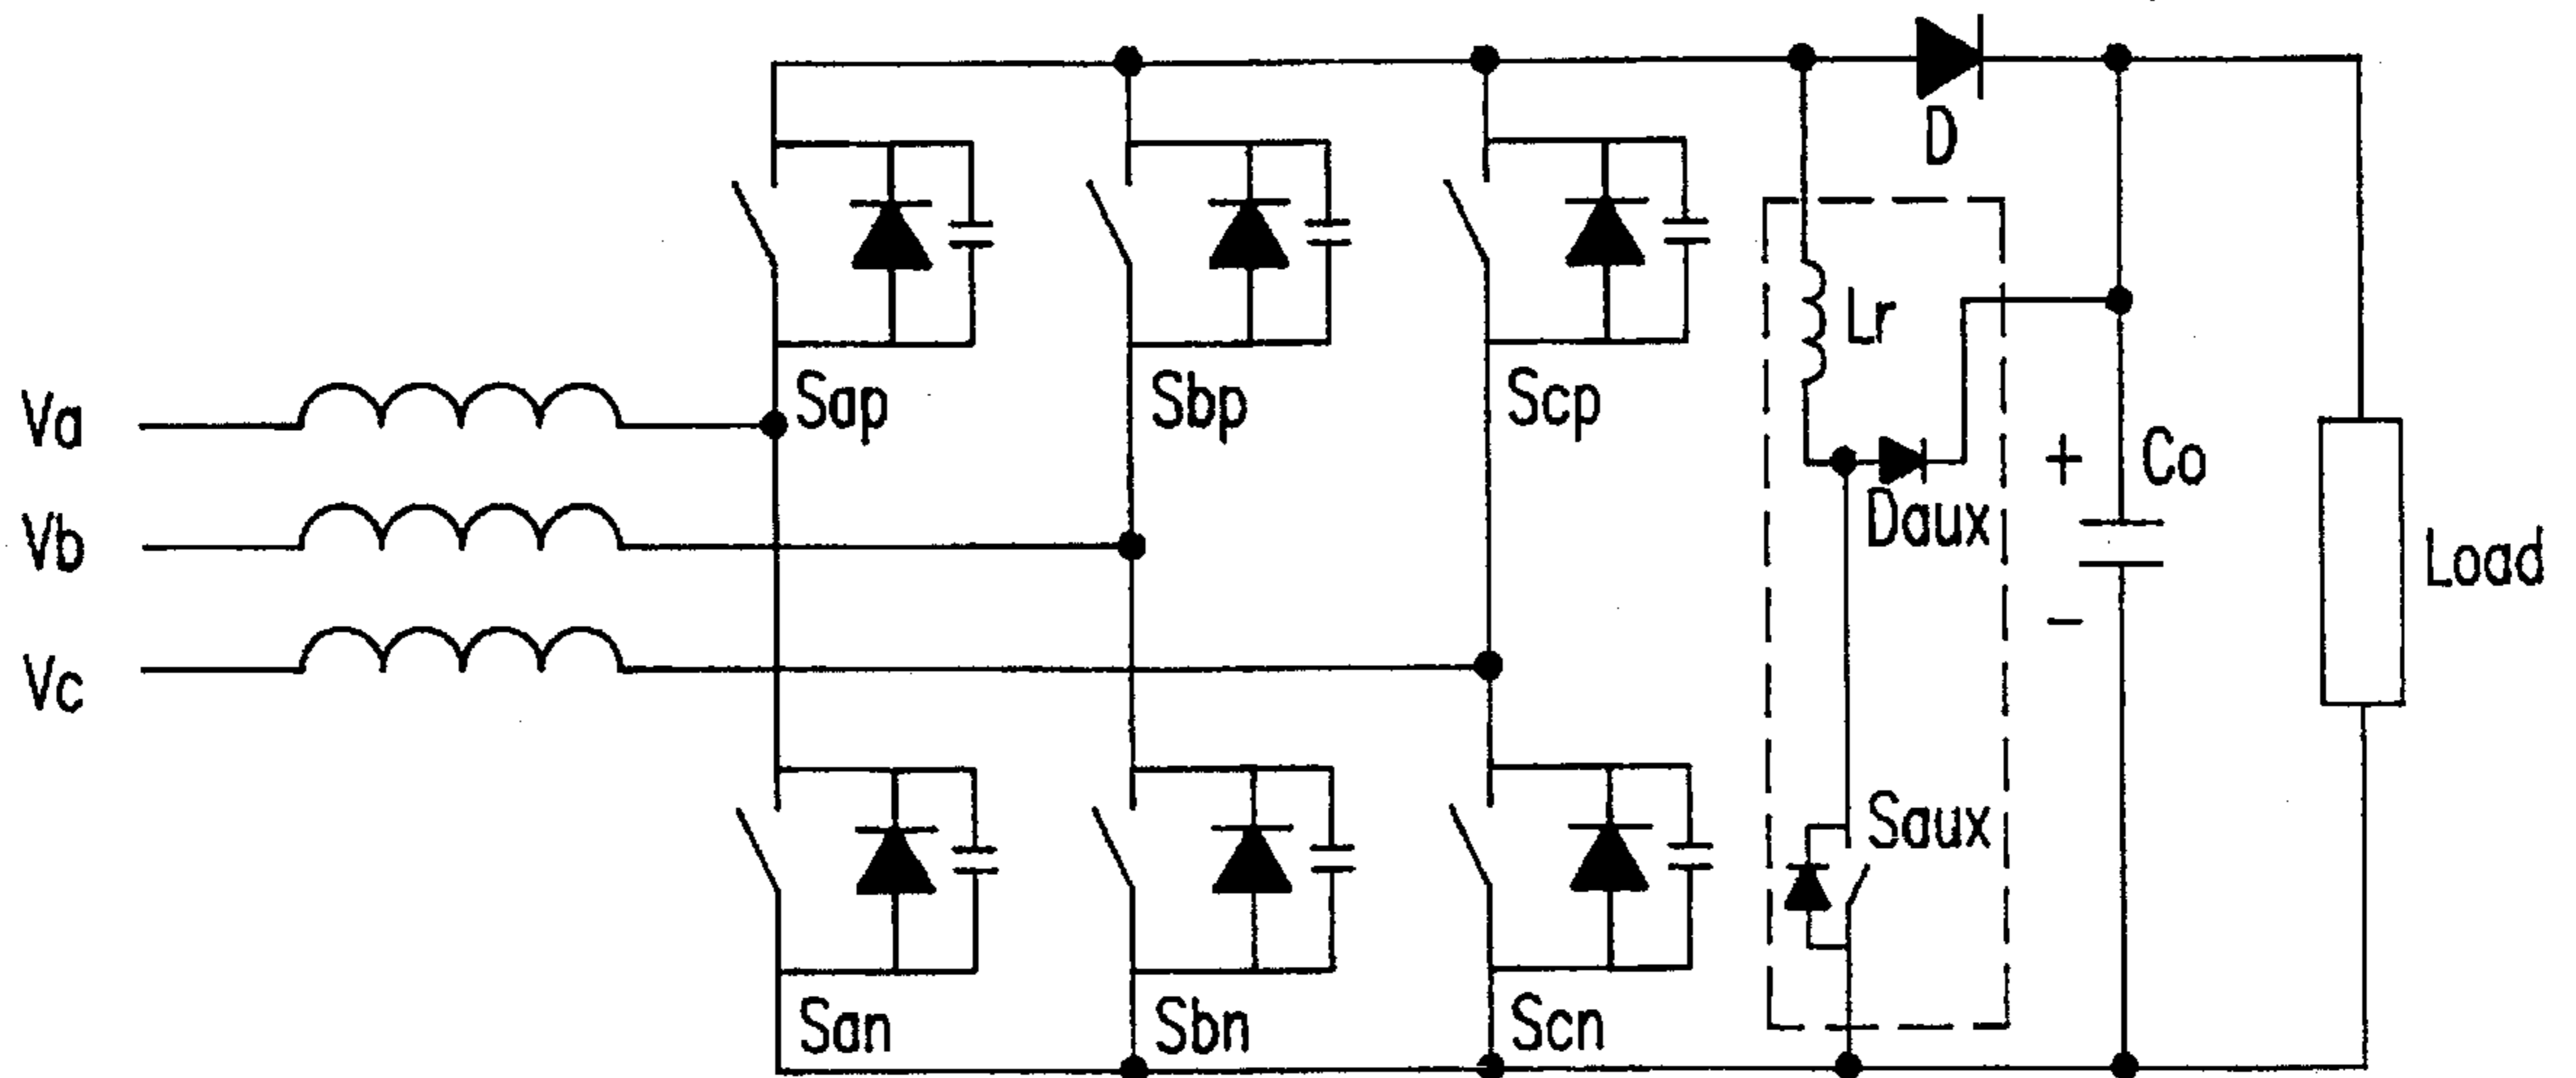 D
Lr
Va
Sap
Sbp
Scp
+
Co
Vb
Daux
Load
-
Vc
Saux
San
Sbn
Scn